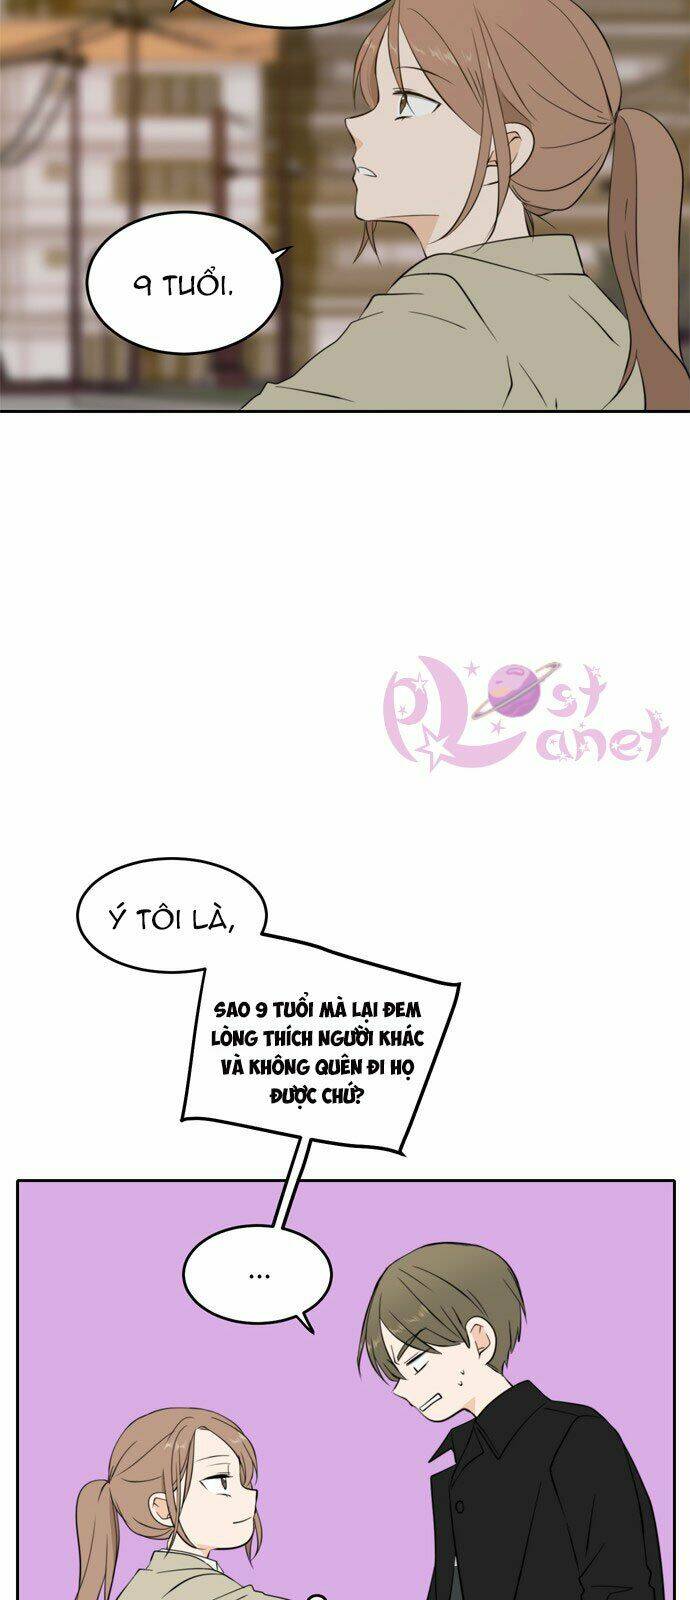 9 TUỔI.
Lost
Planet
Ý TÔI LÀ,
SAO 9 TUỔI MÀ LẠI ĐEM
LÒNG THÍCH NGƯỜI KHÁC
VÀ KHÔNG QUÊN ĐI HỌ
ĐƯỢC CHỨ?
...